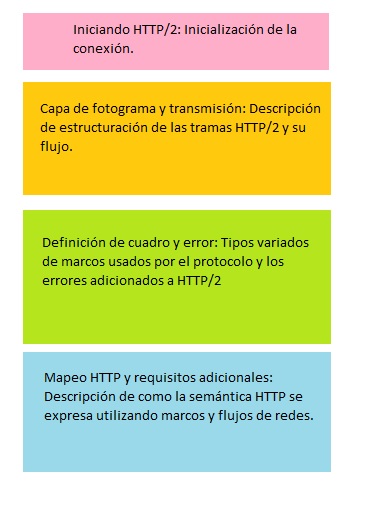 Iniciando HTTP/2: Inicialización de la
conexión.
Capa de fotograma y transmisión: Descripción
de estructuración de las tramas HTTP/2 y su
flujo.
Definición de cuadro y error: Tipos variados
de marcos usados por el protocolo y los
errores adicionados a HTTP/2
Mapeo HTTP y requisitos adicionales:
Descripción de como la semántica HTTP se
expresa utilizando marcos y flujos de redes.